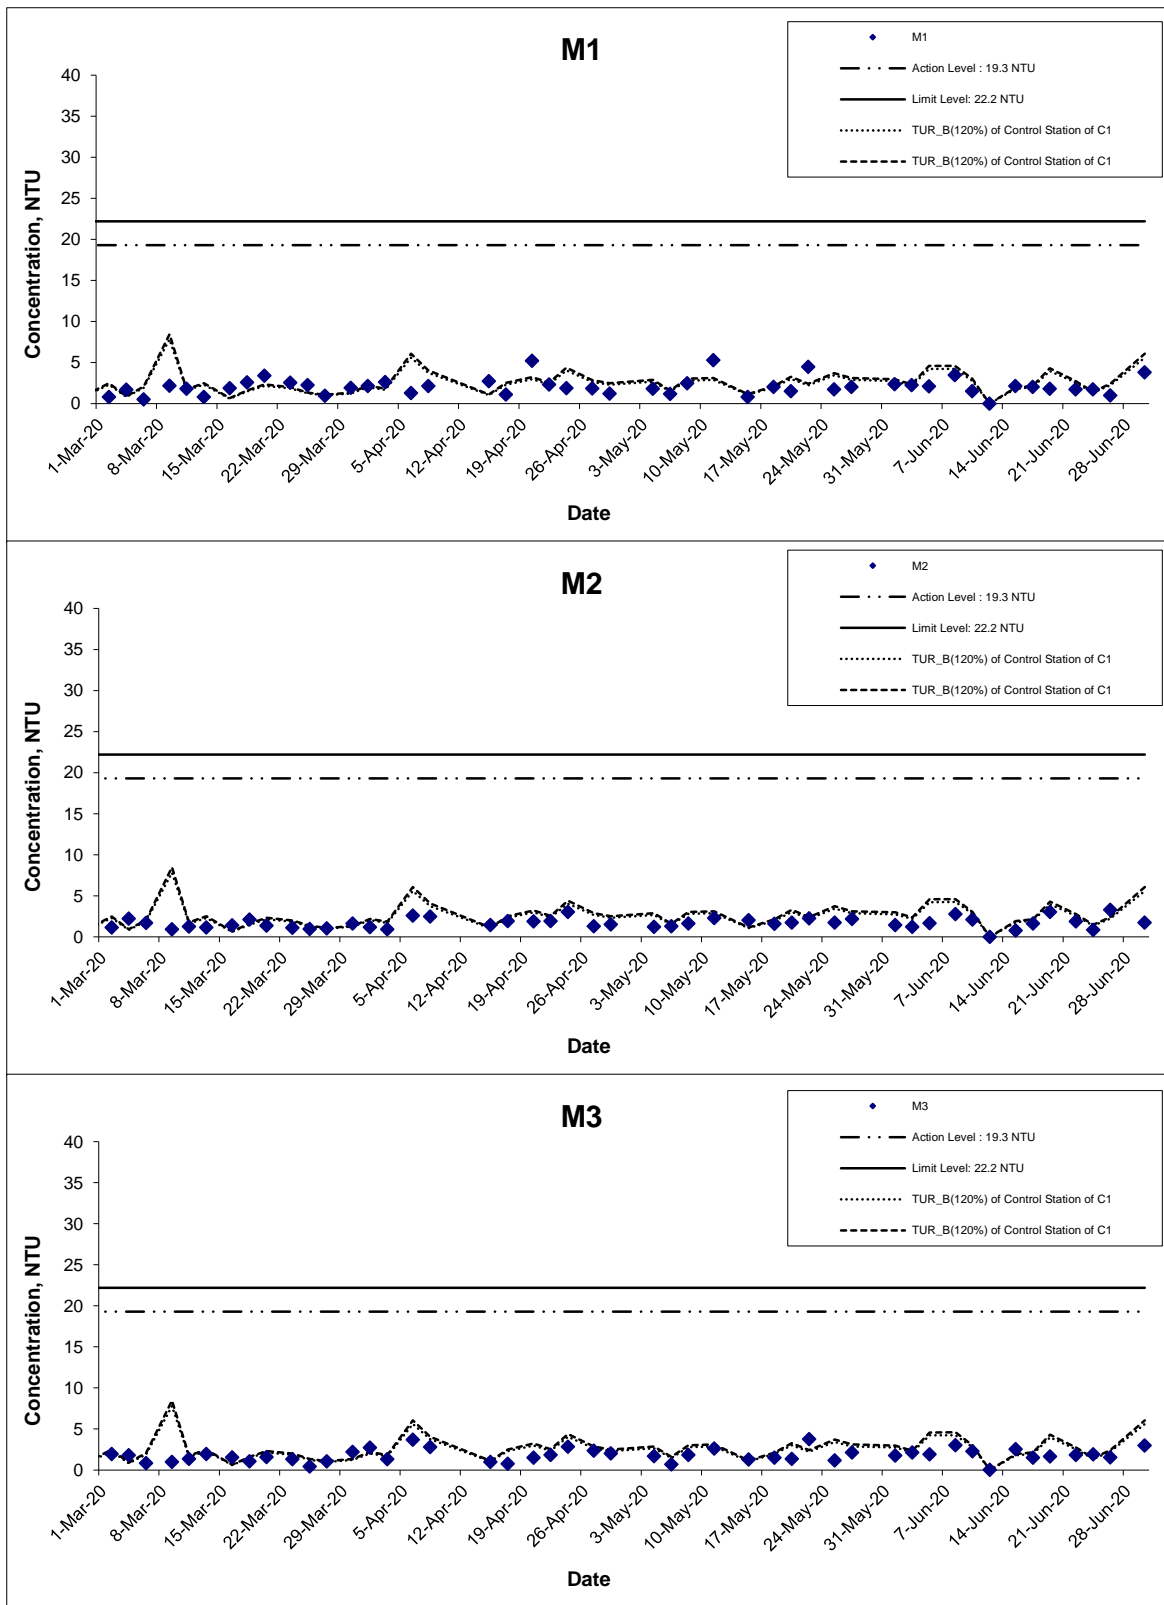 M1
M1
Action Level : 19.3 NTU
Limit Level: 22.2 NTU
TUR_B(120%) of Control Station of C1
TUR_B(120%) of Control Station of C1
Concentration, NTU
40
35
30
25
20
15
10
5
0
1-Mar-20
8-Mar-20
15-Mar-20
22-Mar-20
29-Mar-20
5-Apr-20
12-Apr-20
19-Apr-20
26-Apr-20
3-May-20
10-May-20
17-May-20
24-May-20
31-May-20
7-Jun-20
14-Jun-20
21-Jun-20
28-Jun-20
Date
M2
M2
Action Level : 19.3 NTU
Limit Level: 22.2 NTU
TUR_B(120%) of Control Station of C1
TUR_B(120%) of Control Station of C1
Concentration, NTU
40
35
30
25
20
15
10
5
0
1-Mar-20
8-Mar-20
15-Mar-20
22-Mar-20
29-Mar-20
5-Apr-20
12-Apr-20
19-Apr-20
26-Apr-20
3-May-20
10-May-20
17-May-20
24-May-20
31-May-20
7-Jun-20
14-Jun-20
21-Jun-20
28-Jun-20
Date
M3
M3
Action Level : 19.3 NTU
Limit Level: 22.2 NTU
TUR_B(120%) of Control Station of C1
TUR_B(120%) of Control Station of C1
Concentration, NTU
40
35
30
25
20
15
10
5
0
1-Mar-20
8-Mar-20
15-Mar-20
22-Mar-20
29-Mar-20
5-Apr-20
12-Apr-20
19-Apr-20
26-Apr-20
3-May-20
10-May-20
17-May-20
24-May-20
31-May-20
7-Jun-20
14-Jun-20
21-Jun-20
28-Jun-20
Date